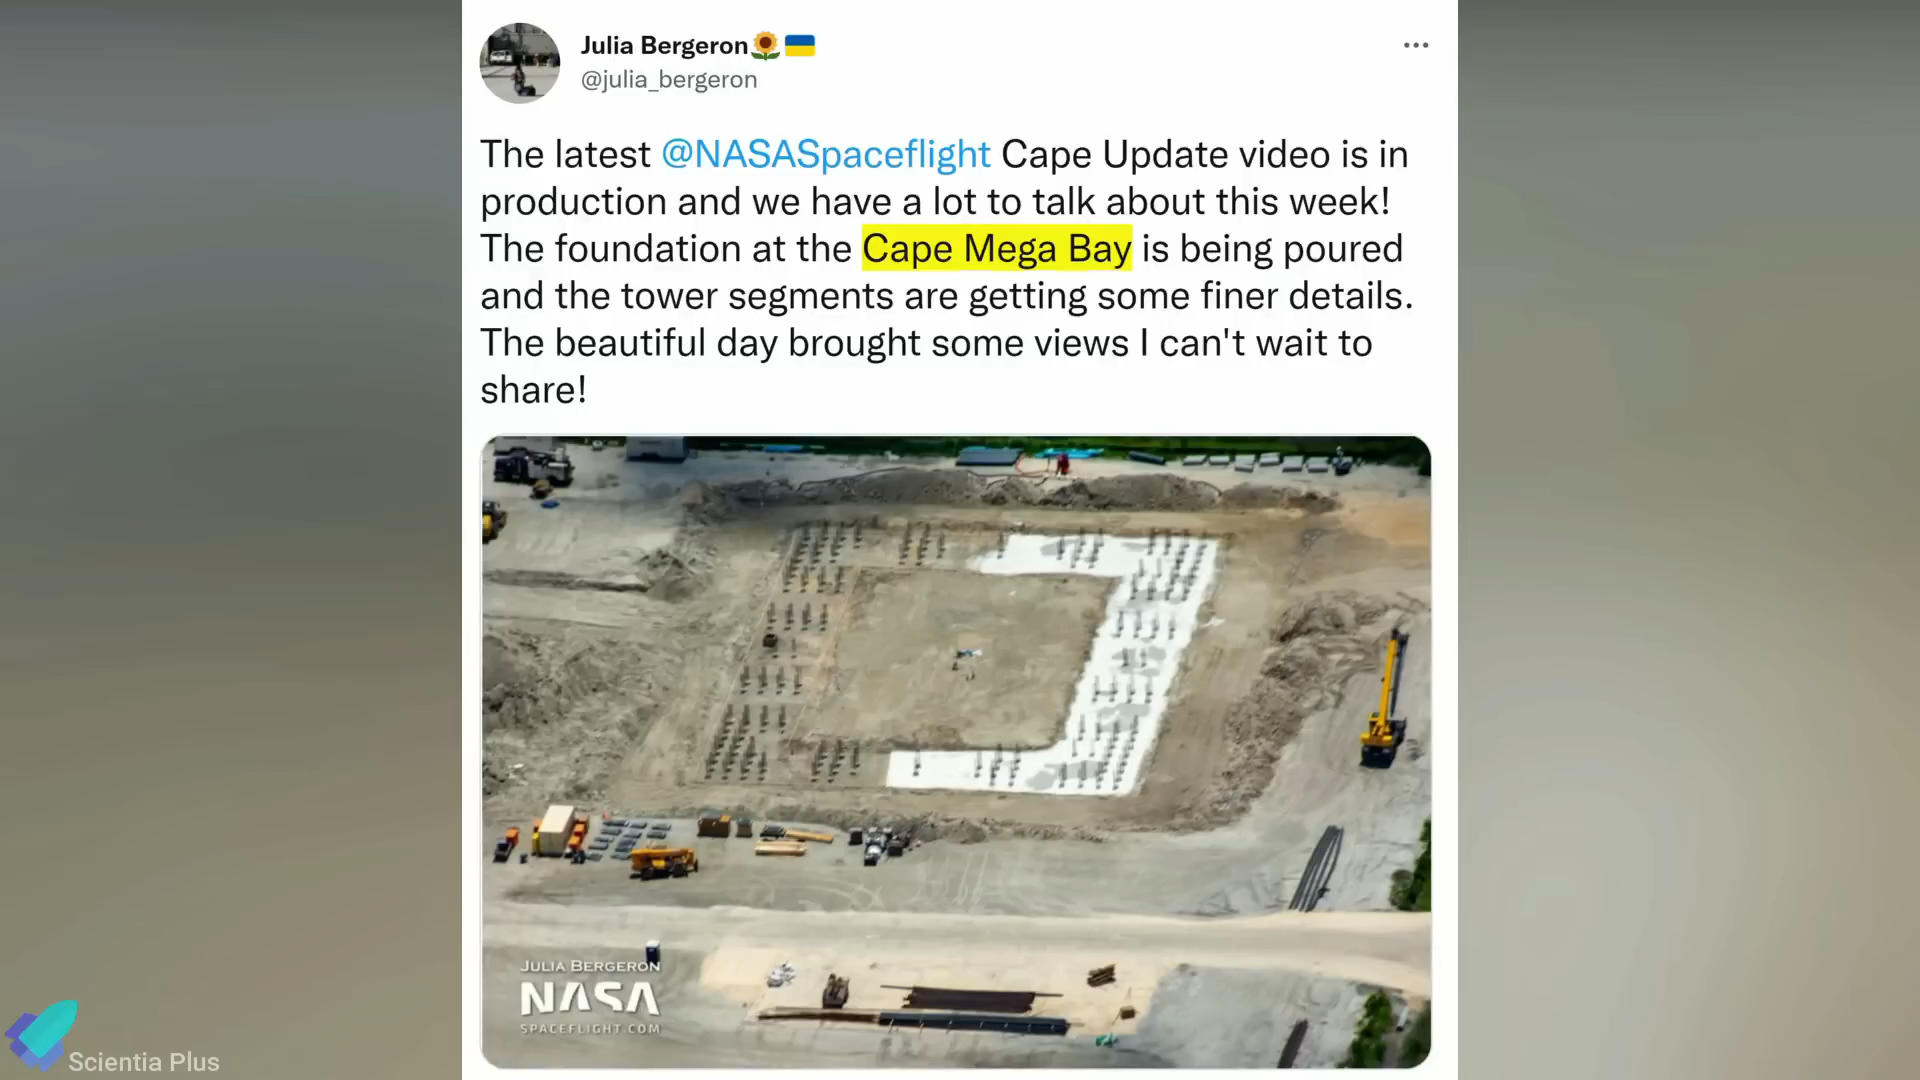 Julia Bergeron🌻🇺🇦
@julia_bergeron
The latest @NASASpaceflight Cape Update video is in
production and we have a lot to talk about this week!
The foundation at the Cape Mega Bay is being poured
and the tower segments are getting some finer details.
The beautiful day brought some views I can't wait to
share!
JULIA BERGERON
NASA
SPACEFLIGHT.COM
Scientia Plus